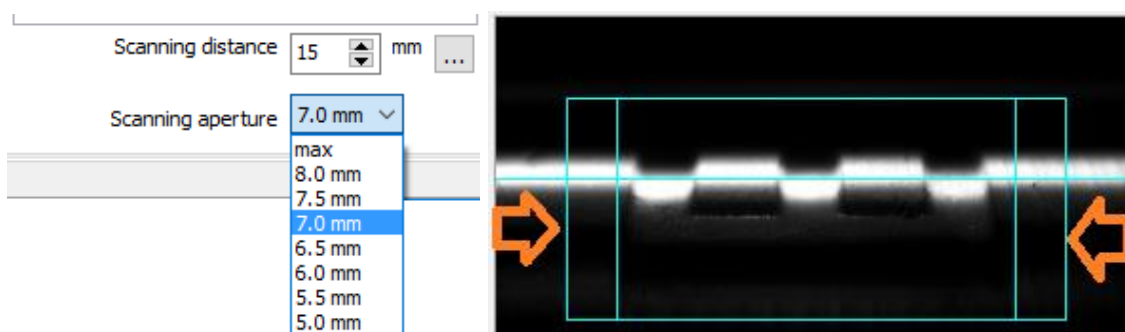 Scanning distance 15 mm ...
Scanning aperture 7.0 mm
max
8.0 mm
7.5 mm
7.0 mm
6.5 mm
6.0 mm
5.5 mm
5.0 mm